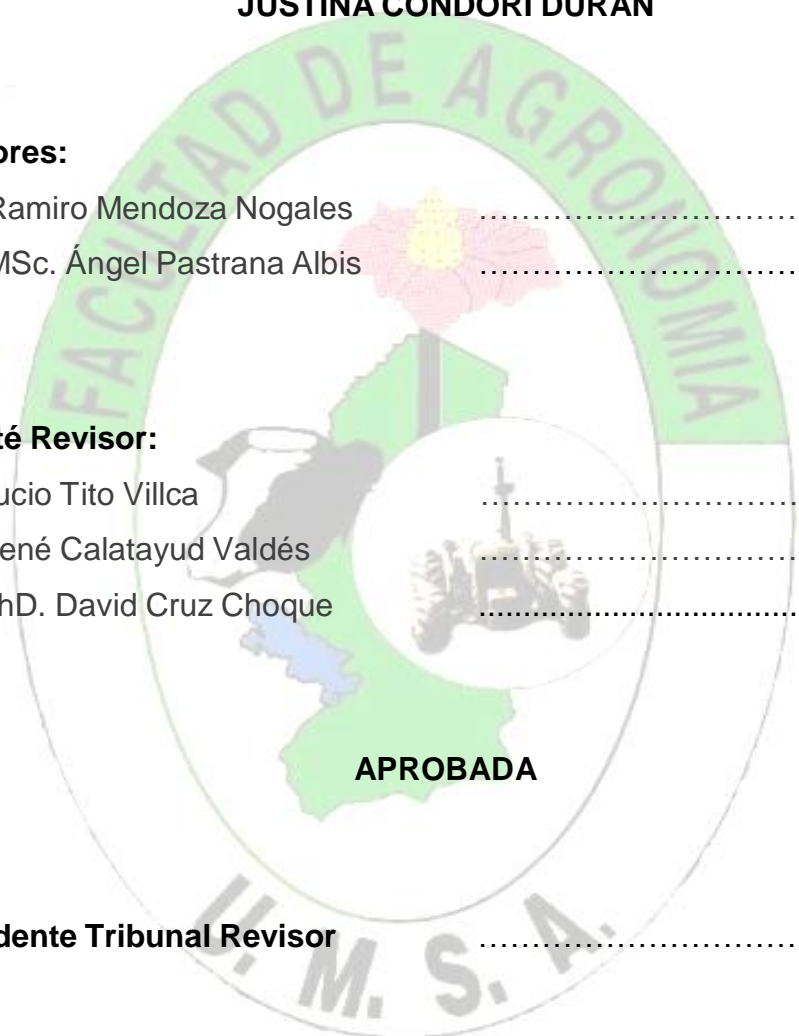 JUSTINA CONDORI DURAN
FACULTAD DE AGRONOMIA
ores:
Ramiro Mendoza Nogales ..............................
MSc. Ángel Pastrana Albis ..............................
té Revisor:
ucio Tito Villca ..............................
ené Calatayud Valdés ..............................
hD. David Cruz Choque ..............................
APROBADA
dente Tribunal Revisor ..............................
U. M. S. A.